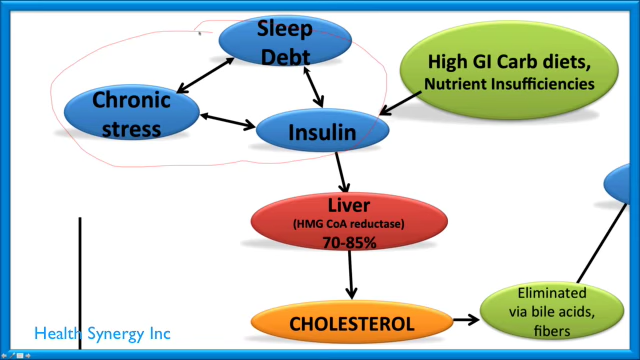 Sleep
Debt
High GI Carb diets,
Nutrient Insufficiencies
Chronic
stress
Insulin
Liver
(HMG CoA reductase)
70-85%
CHOLESTEROL
Eliminated
via bile acids,
fibers
Health Synergy Inc